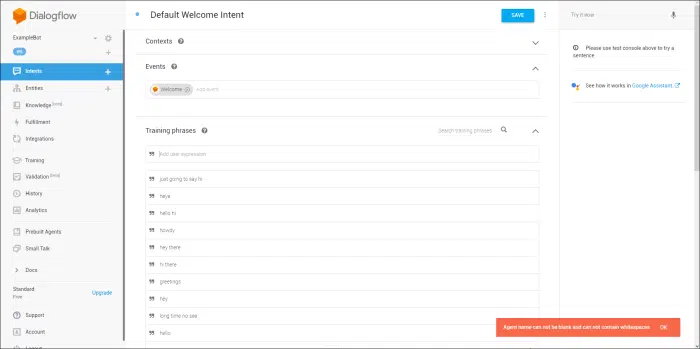 Dialogflow
ExampleBot
en
Intents
Entities
Knowledge [beta]
Fulfillment
Integrations
Training
Validation [beta]
History
Analytics
Prebuilt Agents
Small Talk
Docs
Standard
Free
Upgrade
Support
Account
Logout
Default Welcome Intent
SAVE
Contexts
Events
Welcome
Add event
Training phrases
Search training phrases
Add user expression
just going to say hi
heya
hello hi
howdy
hey there
hi there
greetings
hey
long time no see
hello
Try it now
Please use test console above to try a
sentence.
See how it works in Google Assistant.
Agent name can not be blank and can not contain whitespaces
OK